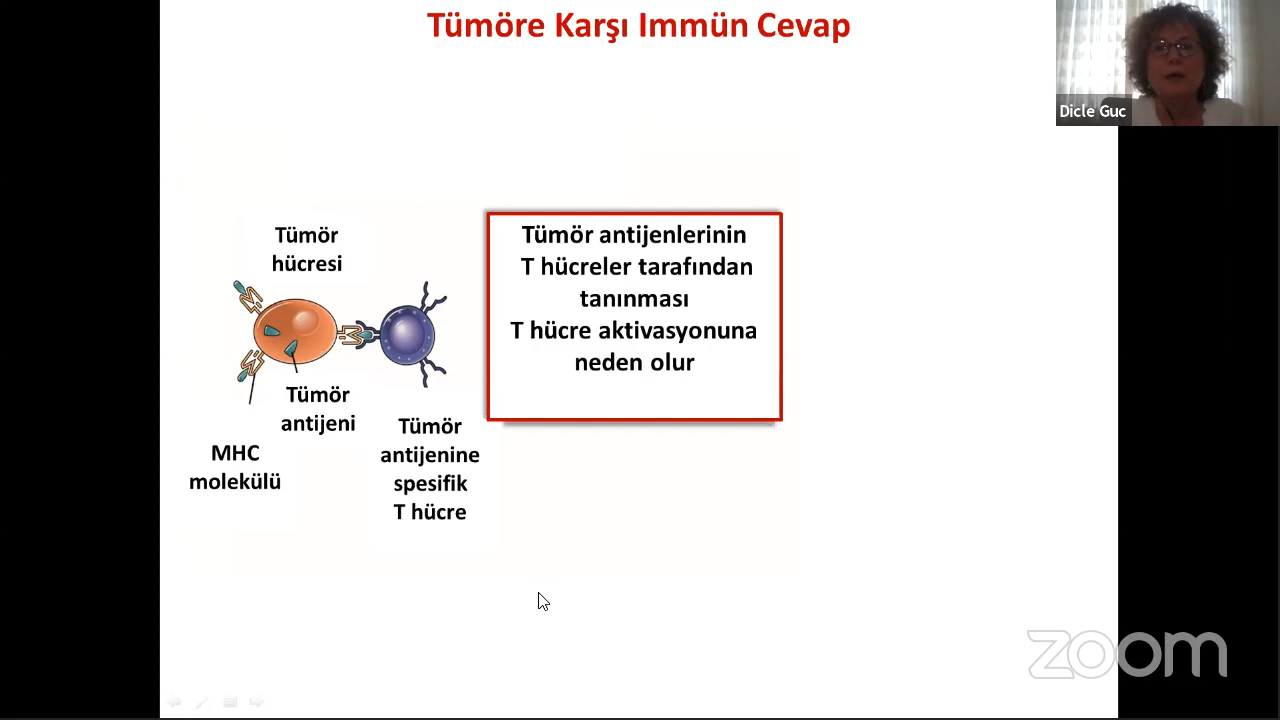 Tümöre Karşı Immün Cevap
Dicle Guc
Tümör
hücresi
Tümör antijenlerinin
T hücreler tarafından
tanınması
T hücre aktivasyonuna
neden olur
Tümör
antijeni
MHC
molekülü
Tümör
antijenine
spesifik
T hücre
zoom